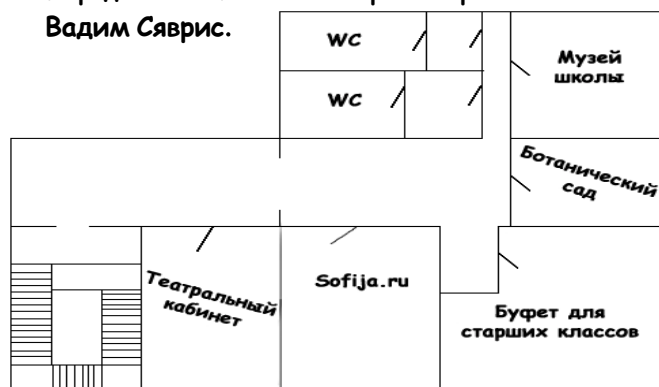 Вадим Сяврис.
WC
Музей
школы
WC
Ботанический
сад
Театральный
кабинет
Sofija.ru
Буфет для
старших классов